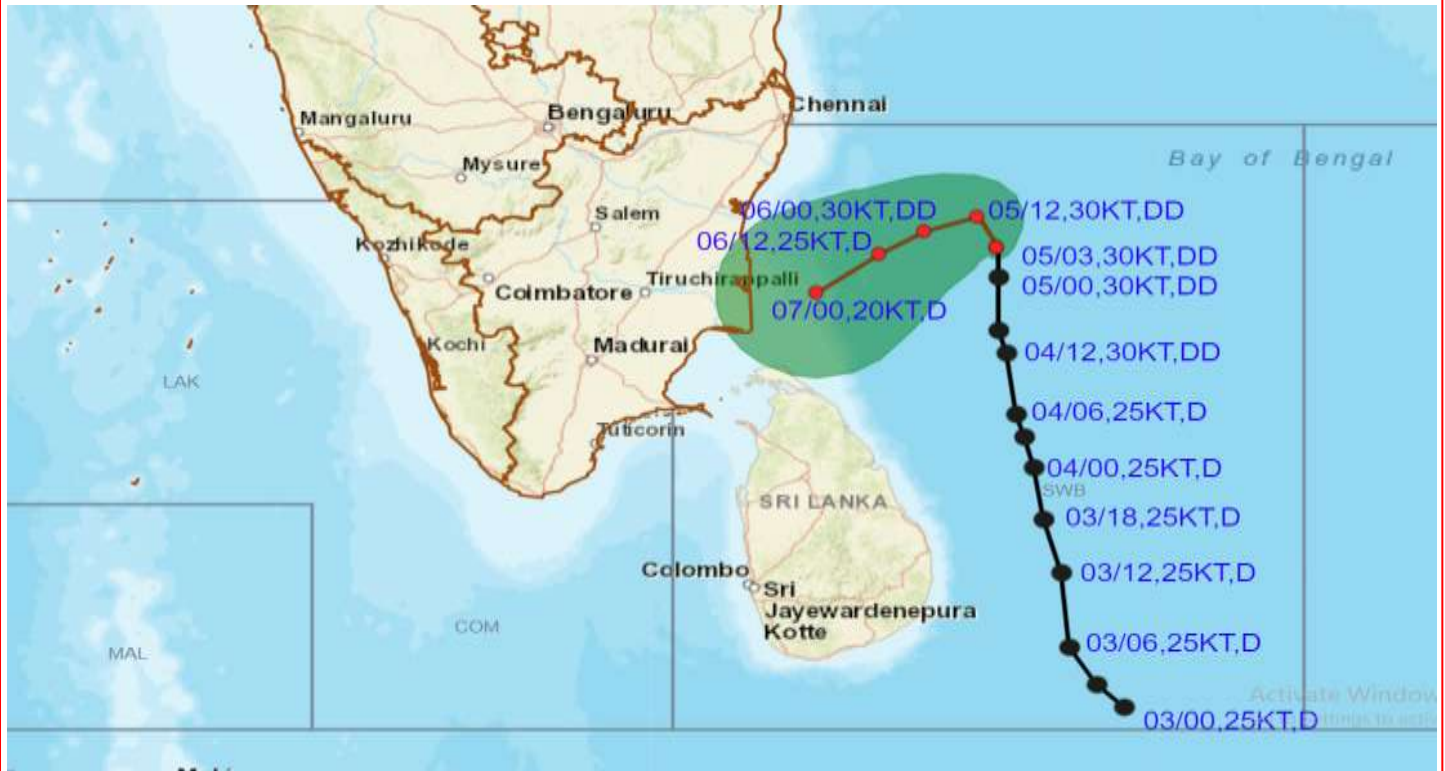 Chennai
Mangaluru
Bengaluru
Bay of Bengal
Mysure
Salem
06/00,30KT,DD
05/12,30KT,DD
06/12,25KT,D
Kozhikode
05/03,30KT,DD
Tiruchirappalli
05/00,30KT,DD
Coimbatore
07/00,20KT,D
Kochi
Madurai
04/12,30KT,DD
LAK
04/06,25KT,D
Tuticorin
04/00,25KT,D
SWB
SRI LANKA
03/18,25KT,D
Colombo
03/12,25KT,D
Sri
Jayewardenepura
Kotte
COM
03/06,25KT,D
MAL
Activate Window
03/00,25KT,D